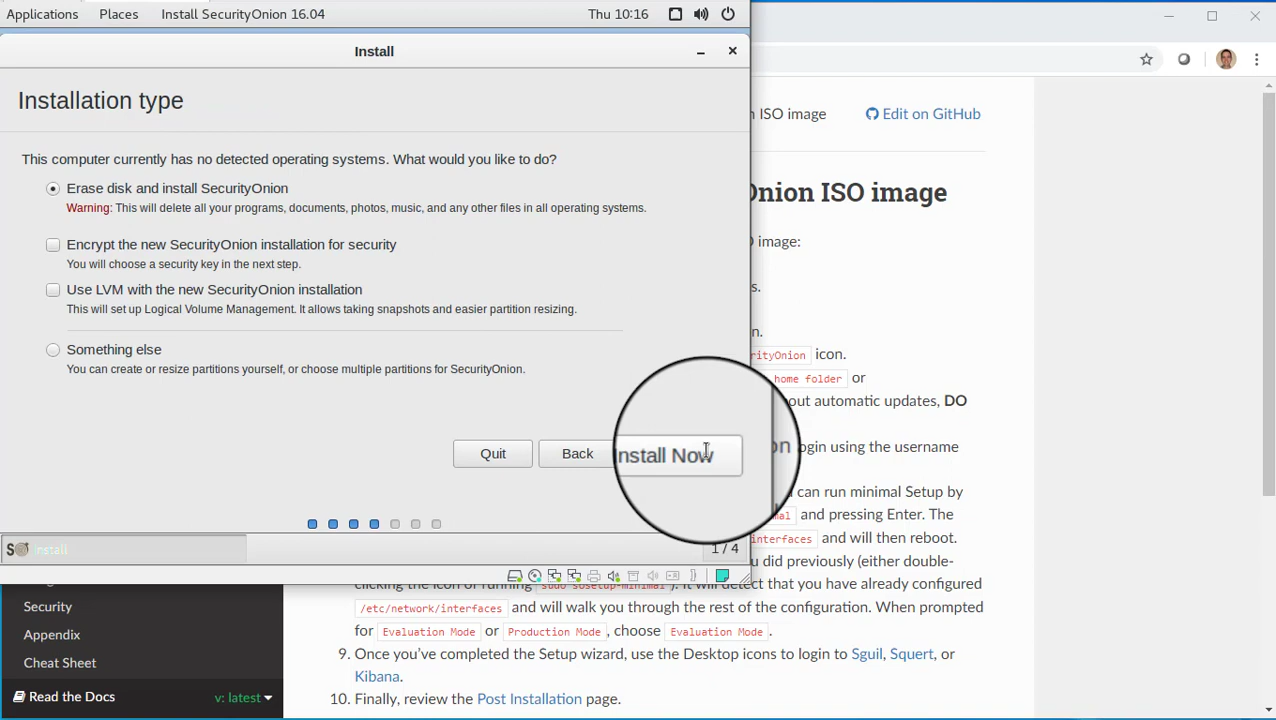 Applications Places Install SecurityOnion 16.04 Thu 10:16
Install
Installation type
This computer currently has no detected operating systems. What would you like to do?
Erase disk and install SecurityOnion
Warning: This will delete all your programs, documents, photos, music, and any other files in all operating systems.
Encrypt the new SecurityOnion installation for security
You will choose a security key in the next step.
Use LVM with the new SecurityOnion installation
This will set up Logical Volume Management. It allows taking snapshots and easier partition resizing.
Something else
You can create or resize partitions yourself, or choose multiple partitions for SecurityOnion.
Quit Back Install Now
Install 1 / 4
ISO image Edit on GitHub
Onion ISO image
image:
icon.
home folder or
out automatic updates, DO
login using the username
can run minimal Setup by
and pressing Enter. The
interfaces and will then reboot.
did previously (either double-
clicking the icon or running sudo sosetup-minimal). It will detect that you have already configured
/etc/network/interfaces and will walk you through the rest of the configuration. When prompted
for Evaluation Mode or Production Mode, choose Evaluation Mode.
9. Once you've completed the Setup wizard, use the Desktop icons to login to Sguil, Squert, or
Kibana.
10. Finally, review the Post Installation page.
Security
Appendix
Cheat Sheet
Read the Docs v: latest